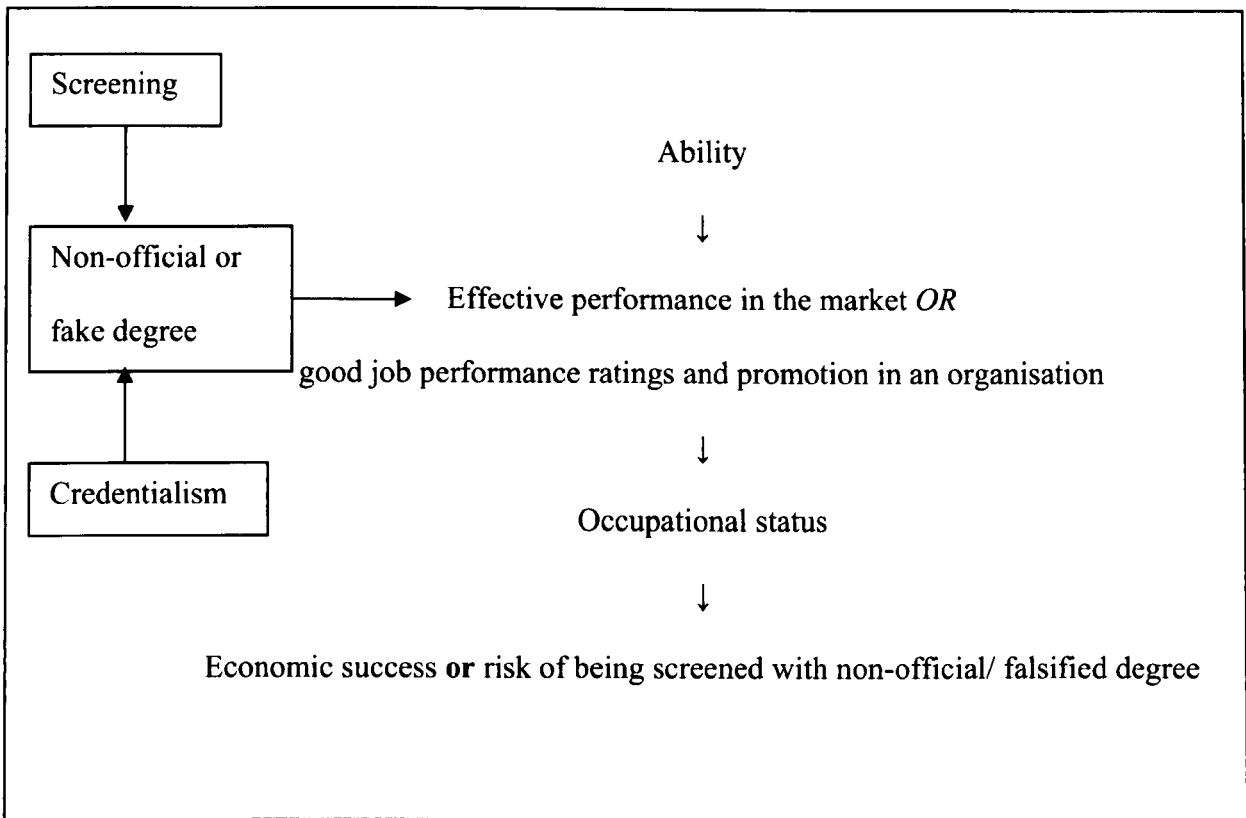 Screening
Ability
↓
Non-official or
fake degree
Effective performance in the market OR
good job performance ratings and promotion in an organisation
↓
Credentialism
Occupational status
↓
Economic success or risk of being screened with non-official/ falsified degree